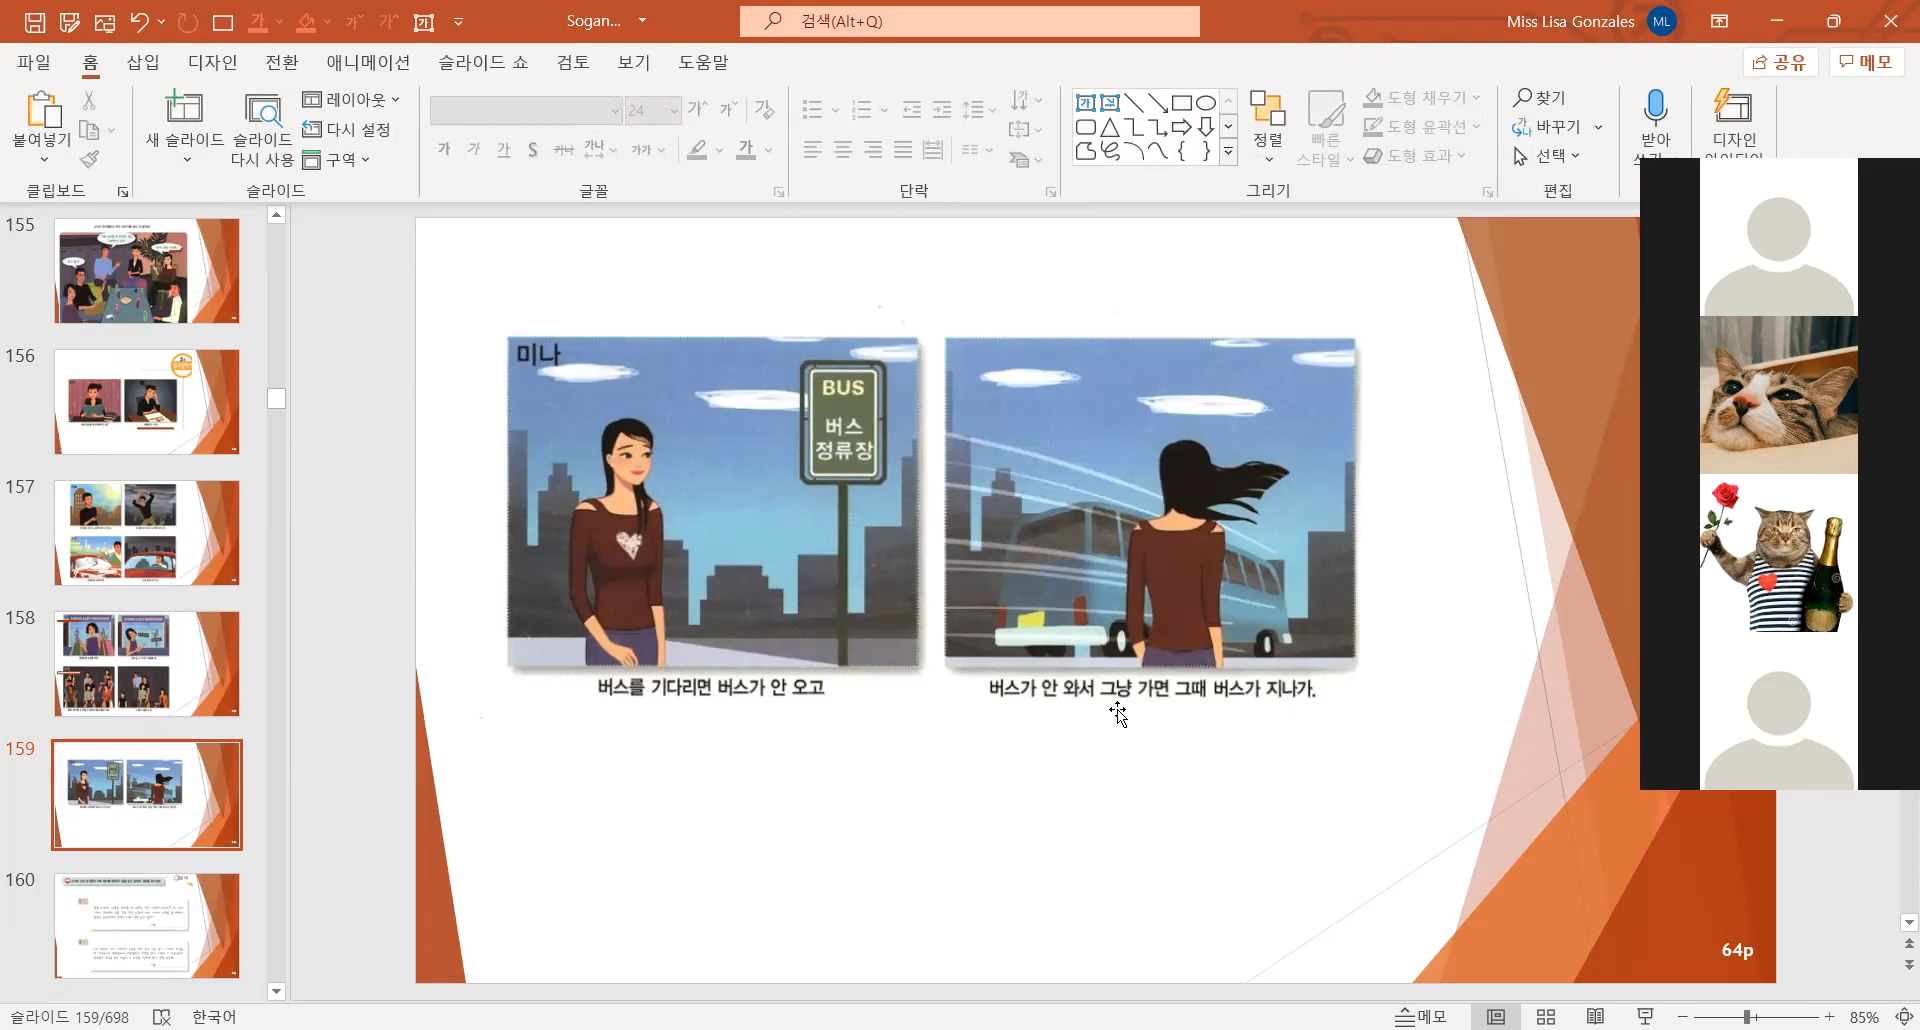 Sogan...
검색(Alt+Q)
Miss Lisa Gonzales
ML
파일 홈 삽입 디자인 전환 애니메이션 슬라이드 쇼 검토 보기 도움말
공유
메모
붙여넣기
클립보드
새 슬라이드
슬라이드 다시 사용
레이아웃
다시 설정
구역
슬라이드
24
글꼴
단락
정렬
빠른 스타일
도형 채우기
도형 윤곽선
도형 효과
그리기
찾기
바꾸기
선택
편집
받아
디자인
155
156
157
158
159
160
미나
BUS
버스
정류장
버스를 기다리면 버스가 안 오고
버스가 안 와서 그냥 가면 그때 버스가 지나가.
64p
슬라이드 159/698
한국어
메모
85%